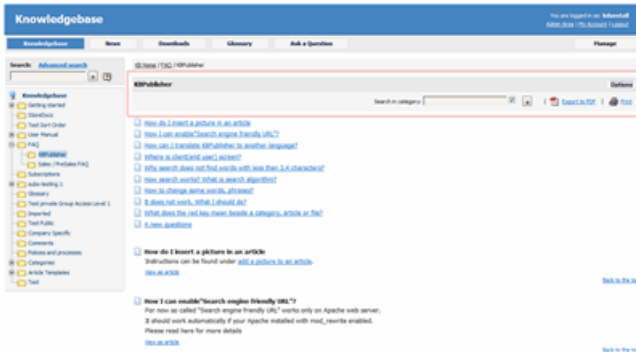 Knowledgebase
You are logged in as:
Admin Area | My Account | Logout
Knowledgebase News Downloads Glossary Ask a Question Manage
Search: Advanced search
KB Home / FAQ / KBPublisher
KBPublisher Options
Search in category: Export to PDF | Print
Knowledgebase
Getting started
StoreDocs
Test Sort Order
User Manual
FAQ
KBPublisher
Sales / PreSales FAQ
Subscriptions
Glossary
Test private Group Access Level 1
Imported
Test Public
Company Specific
Comments
Policies and processes
Categories
Article Templates
Test
How do I insert a picture in an article
How I can enable"Search engine friendly URL"?
How can I translate KBPublisher to another language?
Where is client(end user) screen?
Why search does not find words with less than 3,4 characters?
How search works? What is search algorithm?
How to change some words, phrases?
It does not work, What I should do?
What does the red key mean beside a category, article or file?
A new questions
How do I insert a picture in an article
Instructions can be found under add a picture to an article.
View as article
Back to the
How I can enable"Search engine friendly URL"?
For now so called "Search engine friendly URL" works only on Apache web server.
It should work automatically if your Apache installed with mod_rewrite enabled.
Please read here for more details
View as article
Back to the